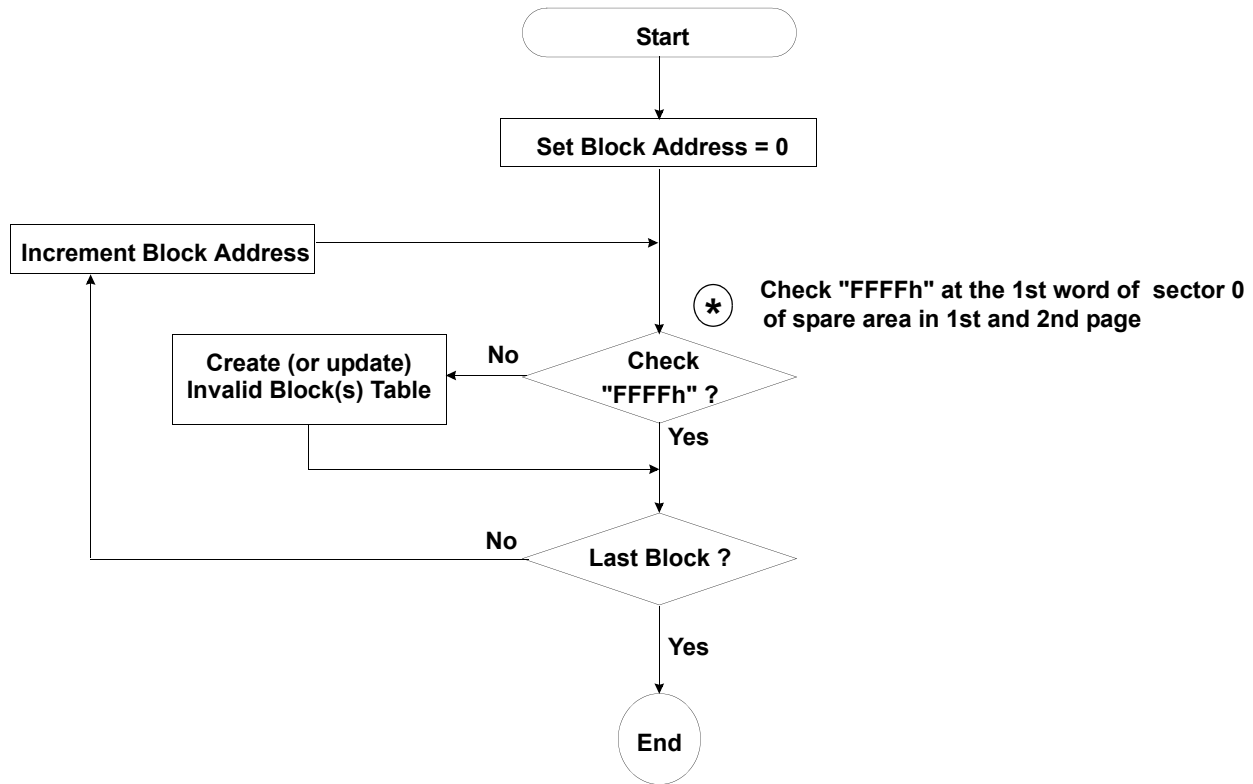 Start
Set Block Address = 0
Increment Block Address
*
Check "FFFFh" at the 1st word of sector 0
of spare area in 1st and 2nd page
Create (or update)
Invalid Block(s) Table
No
Check
"FFFFh" ?
Yes
No
Last Block ?
Yes
End